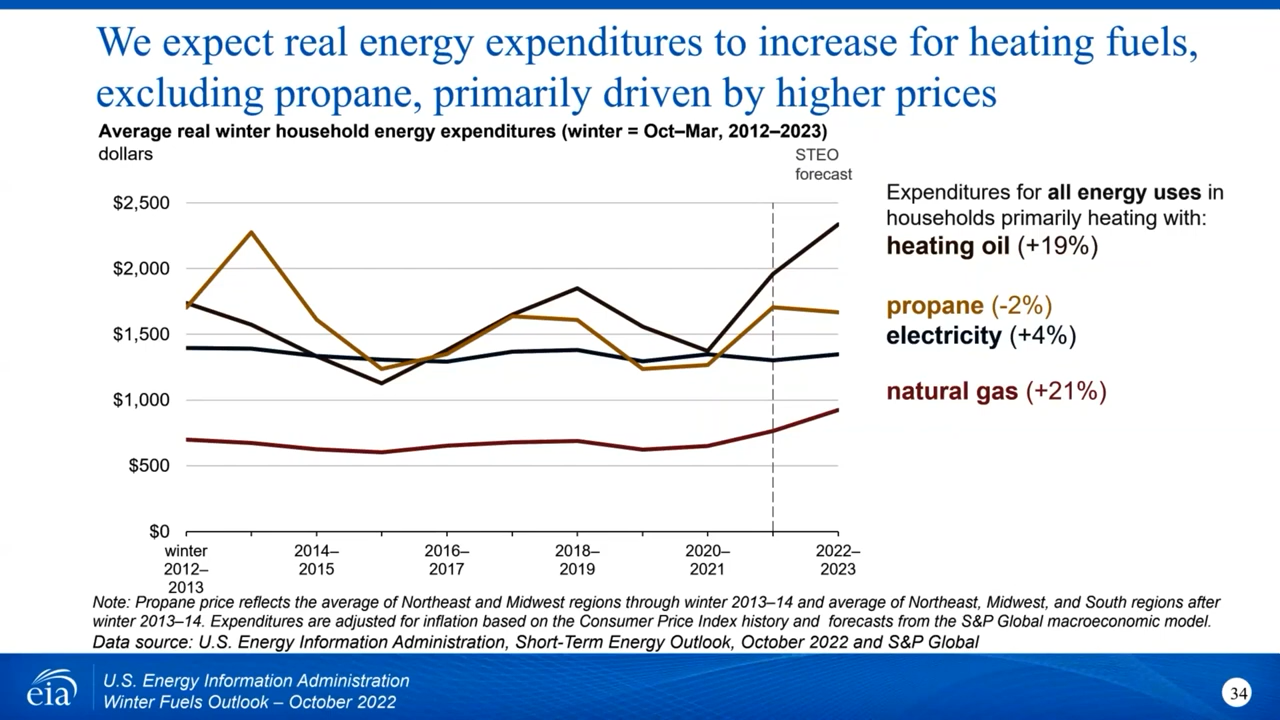 We expect real energy expenditures to increase for heating fuels,
excluding propane, primarily driven by higher prices
Average real winter household energy expenditures (winter = Oct–Mar, 2012–2023)
dollars
STEO
forecast
$2,500
$2,000
$1,500
$1,000
$500
$0
winter
2012–
2013
2014–
2015
2016–
2017
2018–
2019
2020–
2021
2022–
2023
Expenditures for all energy uses in
households primarily heating with:
heating oil (+19%)
propane (-2%)
electricity (+4%)
natural gas (+21%)
Note: Propane price reflects the average of Northeast and Midwest regions through winter 2013–14 and average of Northeast, Midwest, and South regions after
winter 2013–14. Expenditures are adjusted for inflation based on the Consumer Price Index history and forecasts from the S&P Global macroeconomic model.
Data source: U.S. Energy Information Administration, Short-Term Energy Outlook, October 2022 and S&P Global
eia
U.S. Energy Information Administration
Winter Fuels Outlook – October 2022
34